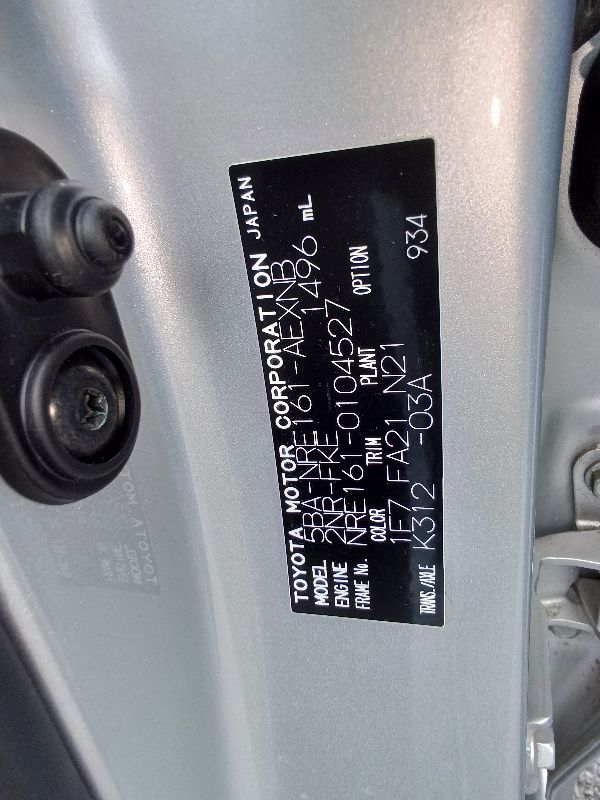 TOYOTA MOTOR CORPORATION JAPAN
MODEL 5BA-NRE161-AEXNB
ENGINE 2NR-FKE 1496 mL
FRAME No. NRE161-0104527
COLOR TRIM PLANT OPTION
1F7 FA21 N21
TRANS./AXLE K312 -03A 934